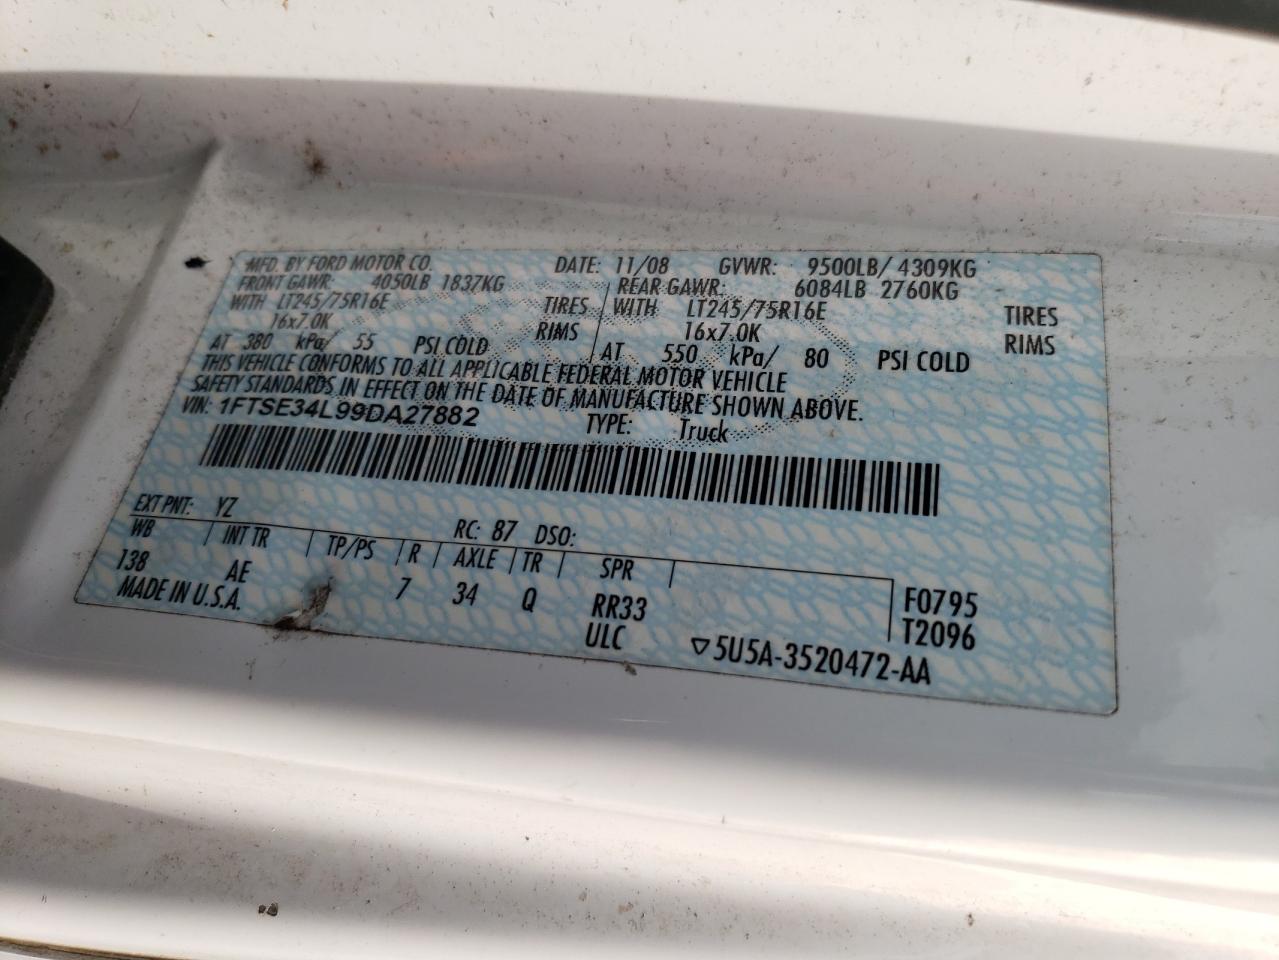 MFD. BY FORD MOTOR CO. DATE: 11/08 GVWR: 9500LB/ 4309KG
FRONT GAWR: 4050LB 1837KG REAR GAWR: 6084LB 2760KG
WITH LT245/75R16E TIRES WITH LT245/75R16E TIRES
16x7.0K RIMS 16x7.0K RIMS
AT 380 kPa/ 55 PSI COLD AT 550 kPa/ 80 PSI COLD
THIS VEHICLE CONFORMS TO ALL APPLICABLE FEDERAL MOTOR VEHICLE
SAFETY STANDARDS IN EFFECT ON THE DATE OF MANUFACTURE SHOWN ABOVE.
VIN: 1FTSE34L99DA27882 TYPE: Truck
EXT PNT: YZ RC: 87 DSO:
WB INT TR TP/PS R AXLE TR SPR
138 AE 7 34 Q RR33 F0795
MADE IN U.S.A. ULC T2096
▽5U5A-3520472-AA